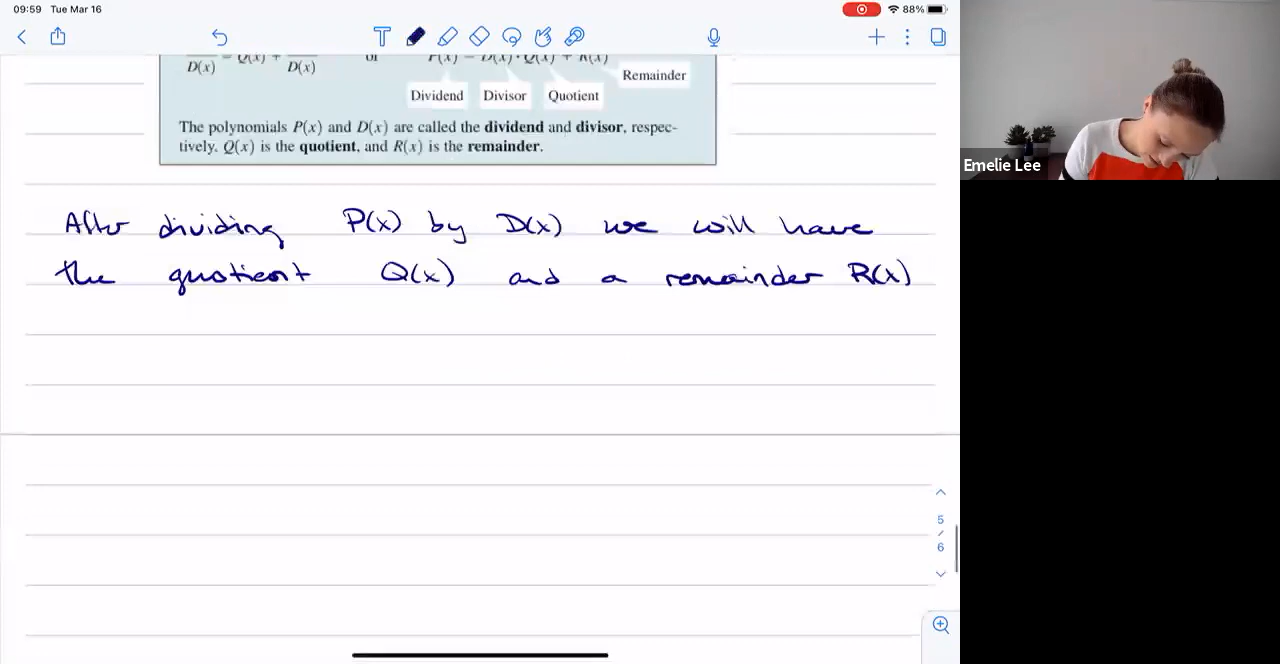 09:59 Tue Mar 16
88%
D(x) = Q(x) + D(x) or P(x) = D(x) · Q(x) + R(x)
Remainder
Dividend Divisor Quotient
The polynomials P(x) and D(x) are called the dividend and divisor, respec-
tively. Q(x) is the quotient, and R(x) is the remainder.
After dividing P(x) by D(x) we will have
the quotient Q(x) and a remainder R(x)
5
/
6
Emelie Lee